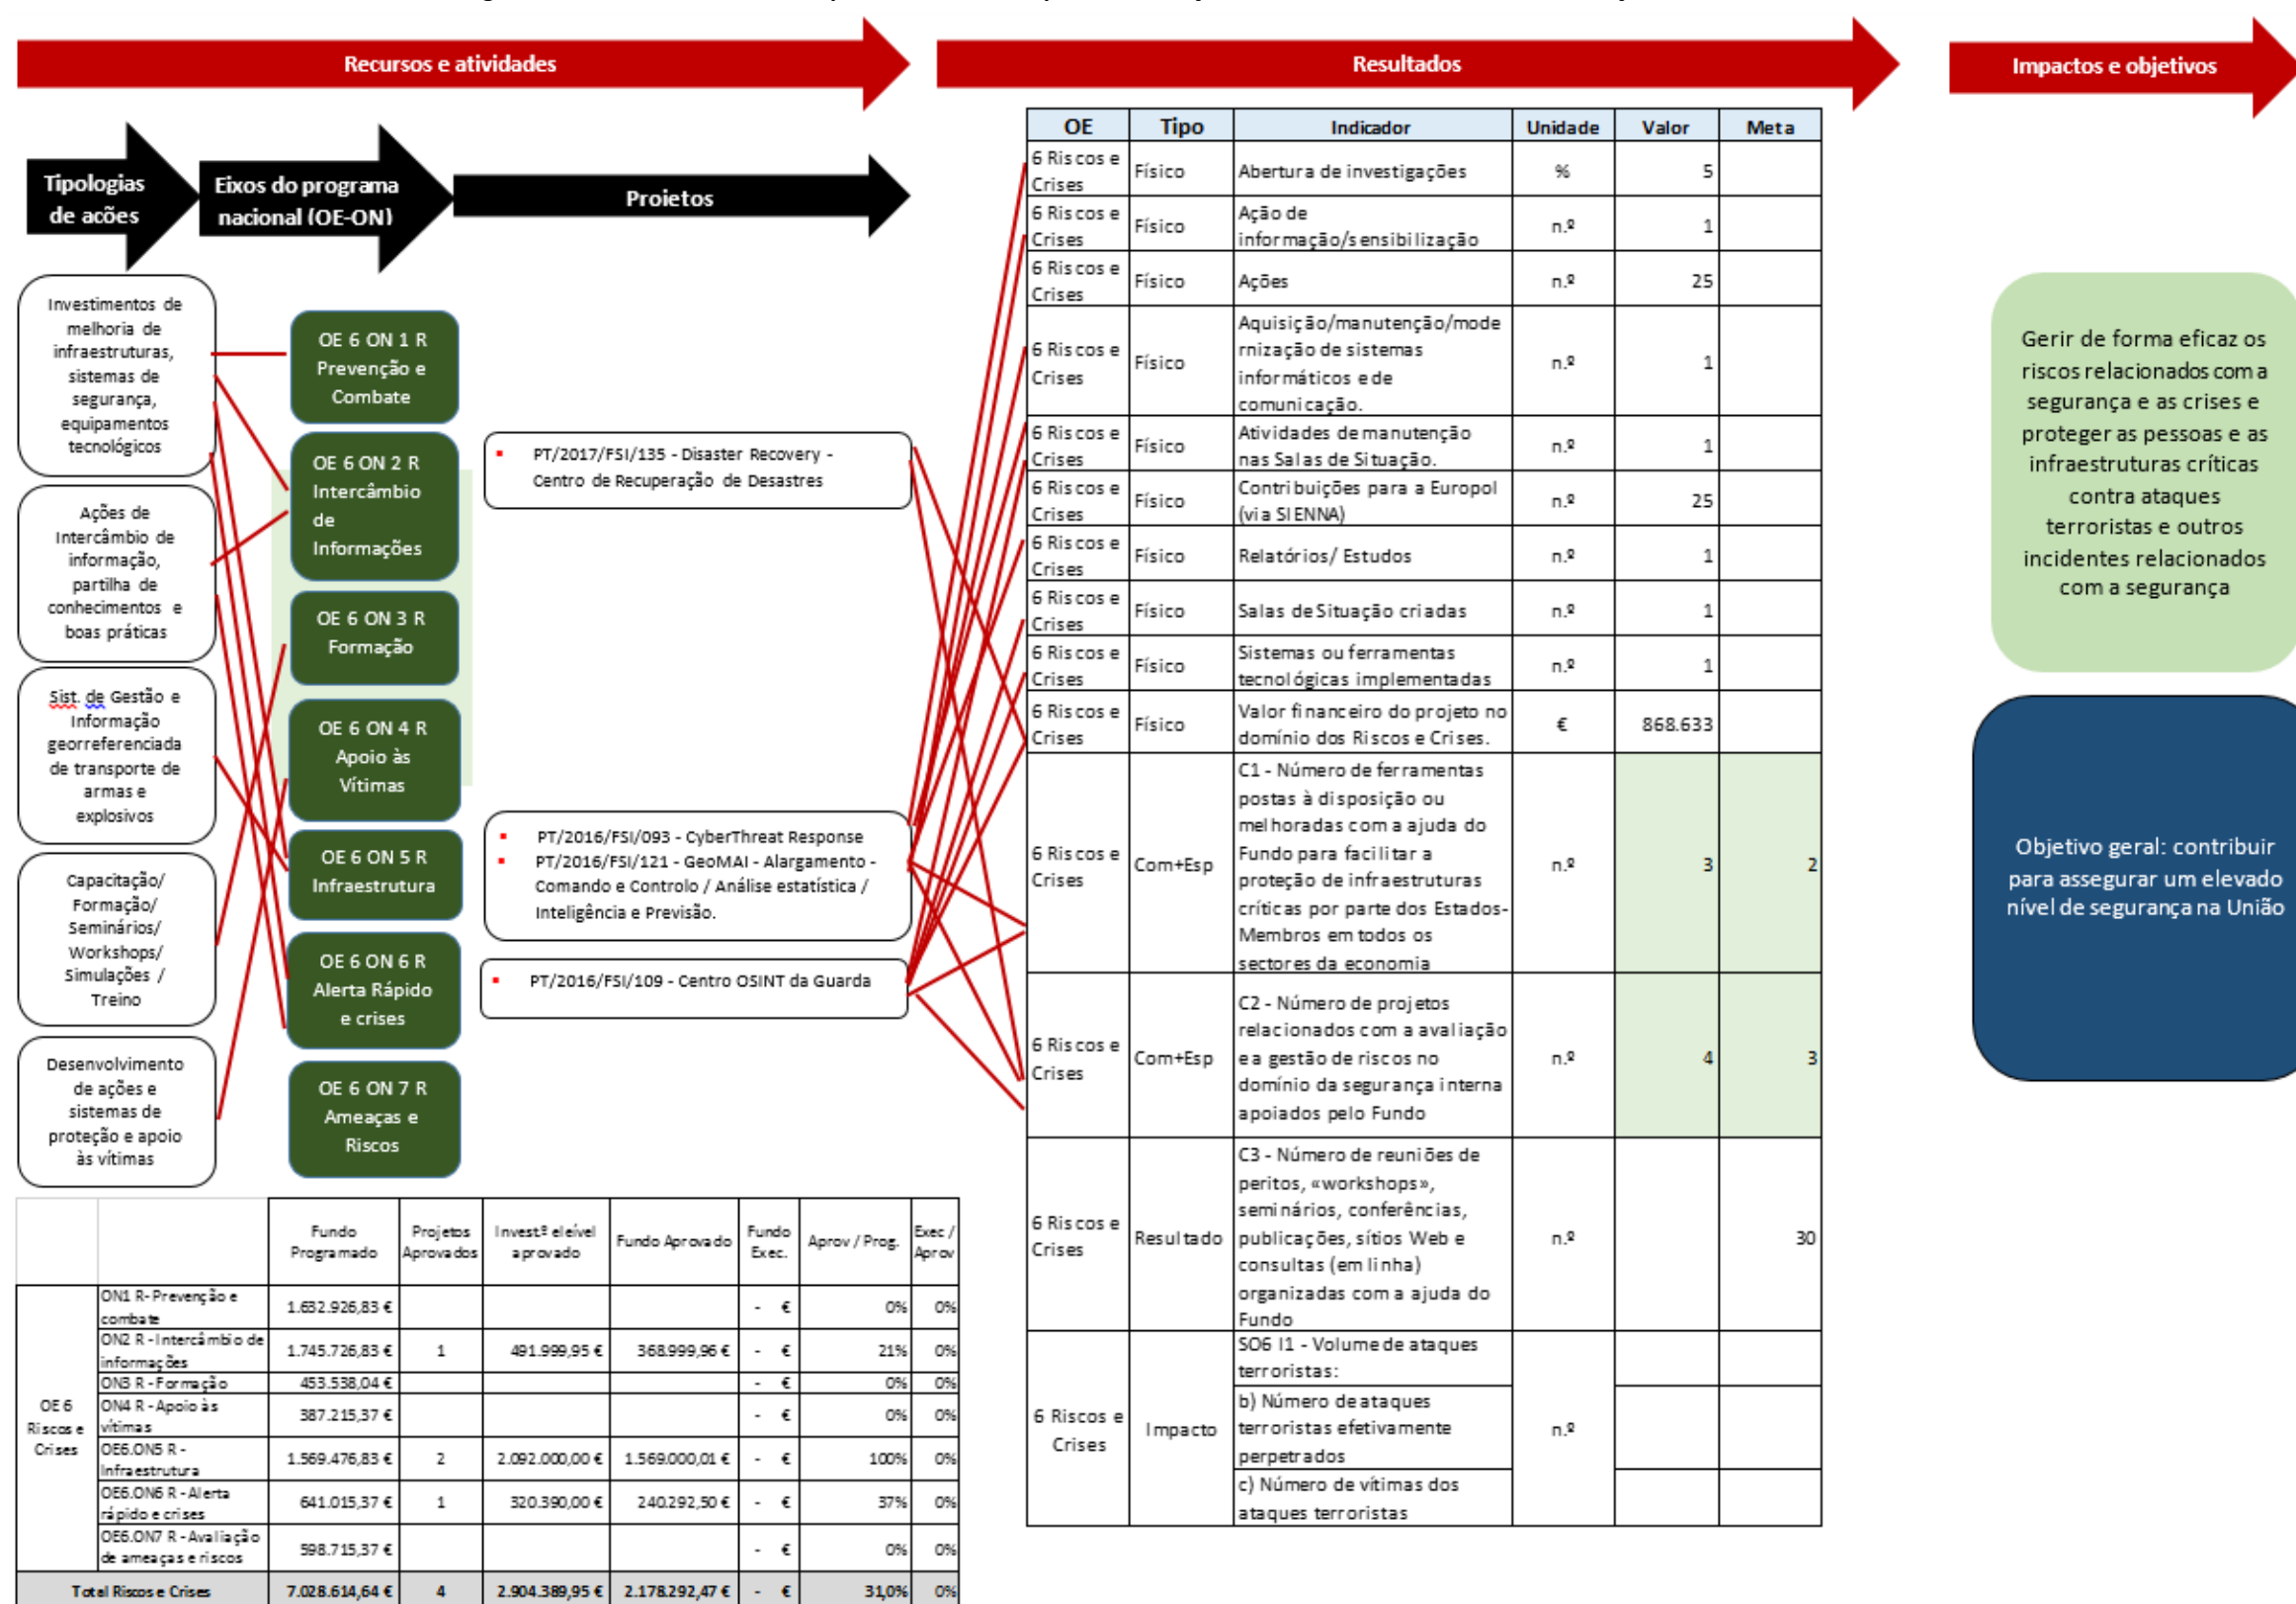 Recursos e atividades
Resultados
Impactos e objetivos
Tipologias
de acões
Eixos do programa
nacional (OE-ON)
Projetos
Investimentos de
melhoria de
infraestruturas,
sistemas de
segurança,
equipamentos
tecnológicos
Ações de
Intercâmbio de
informação,
partilha de
conhecimentos e
boas práticas
Sist. de Gestão e
Informação
georreferenciada
de transporte de
armas e
explosivos
Capacitação/
Formação/
Seminários/
Workshops/
Simulações /
Treino
Desenvolvimento
de ações e
sistemas de
proteção e apoio
às vítimas
OE 6 ON 1 R
Prevenção e
Combate
OE 6 ON 2 R
Intercâmbio
de
Informações
OE 6 ON 3 R
Formação
OE 6 ON 4 R
Apoio às
Vítimas
OE 6 ON 5 R
Infraestrutura
OE 6 ON 6 R
Alerta Rápido
e crises
OE 6 ON 7 R
Ameaças e
Riscos
PT/2017/FSI/135 - Disaster Recovery -
Centro de Recuperação de Desastres
PT/2016/FSI/093 - CyberThreat Response
PT/2016/FSI/121 - GeoMAI - Alargamento -
Comando e Controlo / Análise estatística /
Inteligência e Previsão.
PT/2016/FSI/109 - Centro OSINT da Guarda
OE Tipo Indicador Unidade Valor Meta
6 Riscos e
Crises
Físico
Abertura de investigações
%
5
6 Riscos e
Crises
Físico
Ação de
informação/sensibilização
n.º
1
6 Riscos e
Crises
Físico
Ações
n.º
25
6 Riscos e
Crises
Físico
Aquisição/manutenção/mode
rnização de sistemas
informáticos e de
comunicação.
n.º
1
6 Riscos e
Crises
Físico
Atividades de manutenção
nas Salas de Situação.
n.º
1
6 Riscos e
Crises
Físico
Contribuições para a Europol
(via SIENNA)
n.º
25
6 Riscos e
Crises
Físico
Relatórios/ Estudos
n.º
1
6 Riscos e
Crises
Físico
Salas de Situação criadas
n.º
1
6 Riscos e
Crises
Físico
Sistemas ou ferramentas
tecnológicas implementadas
n.º
1
6 Riscos e
Crises
Físico
Valor financeiro do projeto no
domínio dos Riscos e Crises.
€
868.633
6 Riscos e
Crises
Com+Esp
C1 - Número de ferramentas
postas à disposição ou
melhoradas com a ajuda do
Fundo para facilitar a
proteção de infraestruturas
críticas por parte dos Estados-
Membros em todos os
sectores da economia
n.º
3
2
6 Riscos e
Crises
Com+Esp
C2 - Número de projetos
relacionados com a avaliação
e a gestão de riscos no
domínio da segurança interna
apoiados pelo Fundo
n.º
4
3
6 Riscos e
Crises
Resultado
C3 - Número de reuniões de
peritos, «workshops»,
seminários, conferências,
publicações, sítios Web e
consultas (em linha)
organizadas com a ajuda do
Fundo
n.º
30
6 Riscos e
Crises
Impacto
SO6 I1 - Volume de ataques
terroristas:
b) Número de ataques
terroristas efetivamente
perpetrados
c) Número de vítimas dos
ataques terroristas
n.º
Gerir de forma eficaz os
riscos relacionados com a
segurança e as crises e
proteger as pessoas e as
infraestruturas críticas
contra ataques
terroristas e outros
incidentes relacionados
com a segurança
Objetivo geral: contribuir
para assegurar um elevado
nível de segurança na União
Fundo
Programado
Projetos
Aprovados
Invest.º eleível
aprovado
Fundo Aprovado
Fundo
Exec.
Aprov / Prog.
Exec /
Aprov
OE 6
Riscos e
Crises
ON1 R- Prevenção e
combate
1.632.926,83 € - € 0% 0%
ON2 R - Intercâmbio de
informações
1.745.726,83 € 1 491.999,95 € 368.999,96 € - € 21% 0%
ON3 R - Formação 453.538,04 € - € 0% 0%
ON4 R - Apoio às
vítimas
387.215,37 € - € 0% 0%
OE6.ON5 R -
Infraestrutura
1.569.476,83 € 2 2.092.000,00 € 1.569.000,01 € - € 100% 0%
OE6.ON6 R - Alerta
rápido e crises
641.015,37 € 1 320.390,00 € 240.292,50 € - € 37% 0%
OE6.ON7 R - Avaliação
de ameaças e riscos
598.715,37 € - € 0% 0%
Total Riscos e Crises 7.028.614,64 € 4 2.904.389,95 € 2.178.292,47 € - € 31,0% 0%